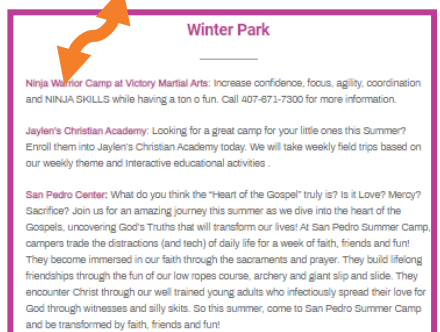 Winter Park
Ninja Warrior Camp at Victory Martial Arts: Increase confidence, focus, agility, coordination
and NINJA SKILLS while having a ton o fun. Call 407-671-7300 for more information.
Jaylen's Christian Academy: Looking for a great camp for your little ones this Summer?
Enroll them into Jaylen's Christian Academy today. We will take weekly field trips based on
our weekly theme and Interactive educational activities .
San Pedro Center: What do you think the "Heart of the Gospel" truly is? Is it Love? Mercy?
Sacrifice? Join us for an amazing journey this summer as we dive into the heart of the
Gospels, uncovering God's Truths that will transform our lives! At San Pedro Summer Camp,
campers trade the distractions (and tech) of daily life for a week of faith, friends and fun!
They become immersed in our faith through the sacraments and prayer. They build lifelong
friendships through the fun of our low ropes course, archery and giant slip and slide. They
encounter Christ through our well trained young adults who infectiously spread their love for
God through witnesses and silly skits. So this summer, come to San Pedro Summer Camp
and be transformed by faith, friends and fun!